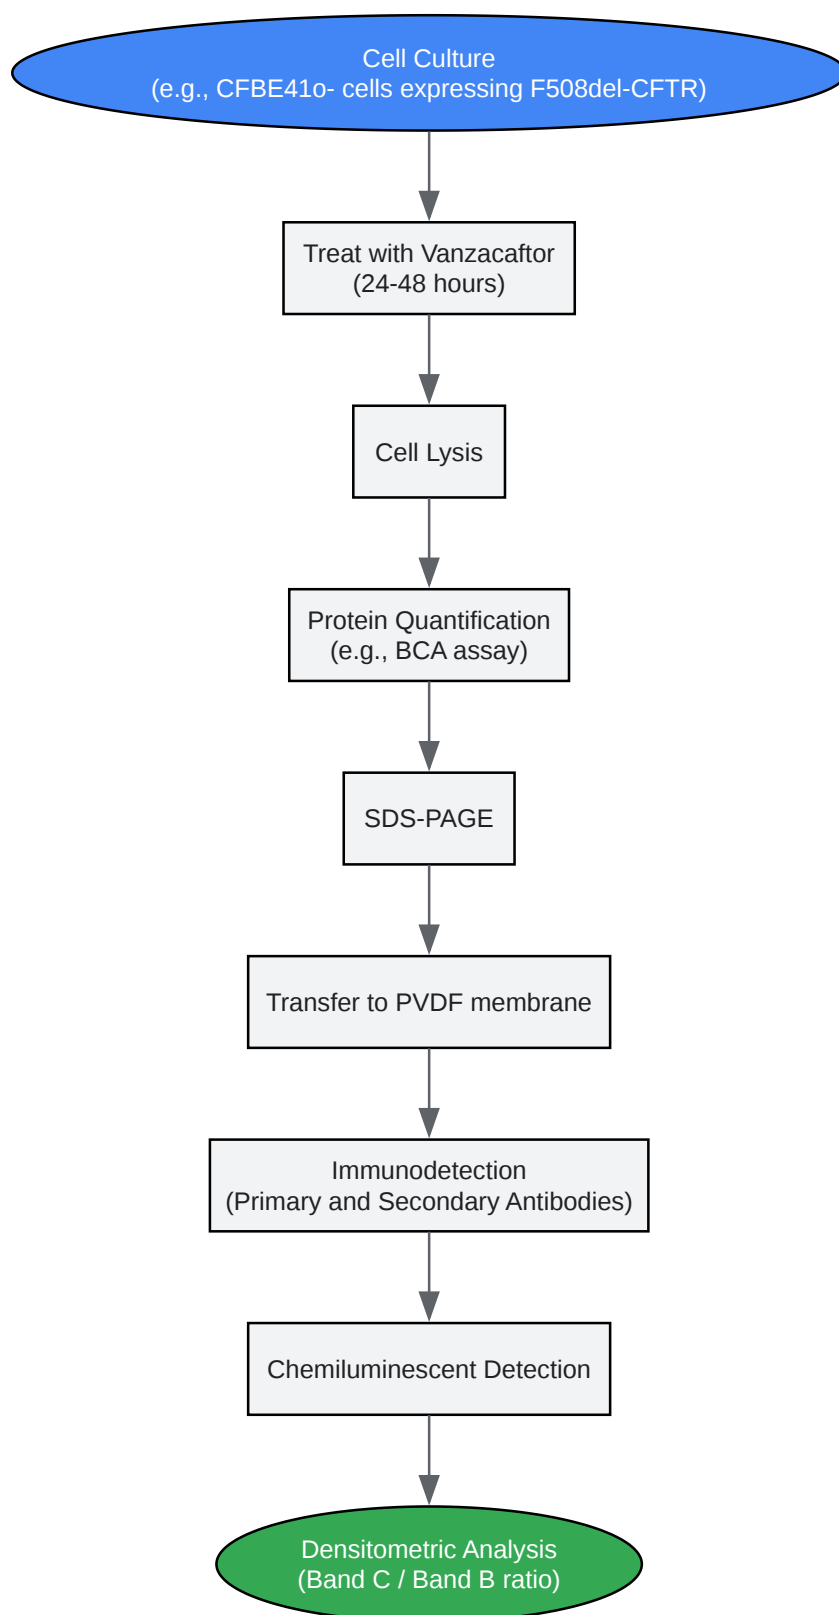 Cell Culture
(e.g., CFBE41o- cells expressing F508del-CFTR)
Treat with Vanzacaftor
(24-48 hours)
Cell Lysis
Protein Quantification
(e.g., BCA assay)
SDS-PAGE
Transfer to PVDF membrane
Immunodetection
(Primary and Secondary Antibodies)
Chemiluminescent Detection
Densitometric Analysis
(Band C / Band B ratio)